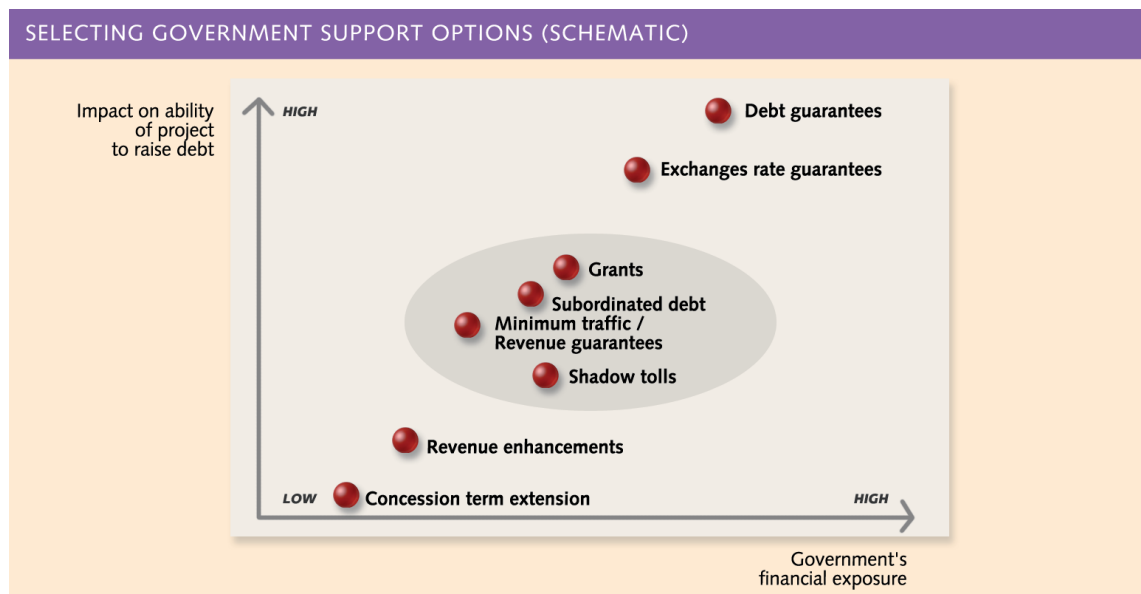 SELECTING GOVERNMENT SUPPORT OPTIONS (SCHEMATIC)
Impact on ability
of project
to raise debt
HIGH
Debt guarantees
Exchanges rate guarantees
Grants
Subordinated debt
Minimum traffic /
Revenue guarantees
Shadow tolls
Revenue enhancements
LOW
Concession term extension
HIGH
Government's
financial exposure